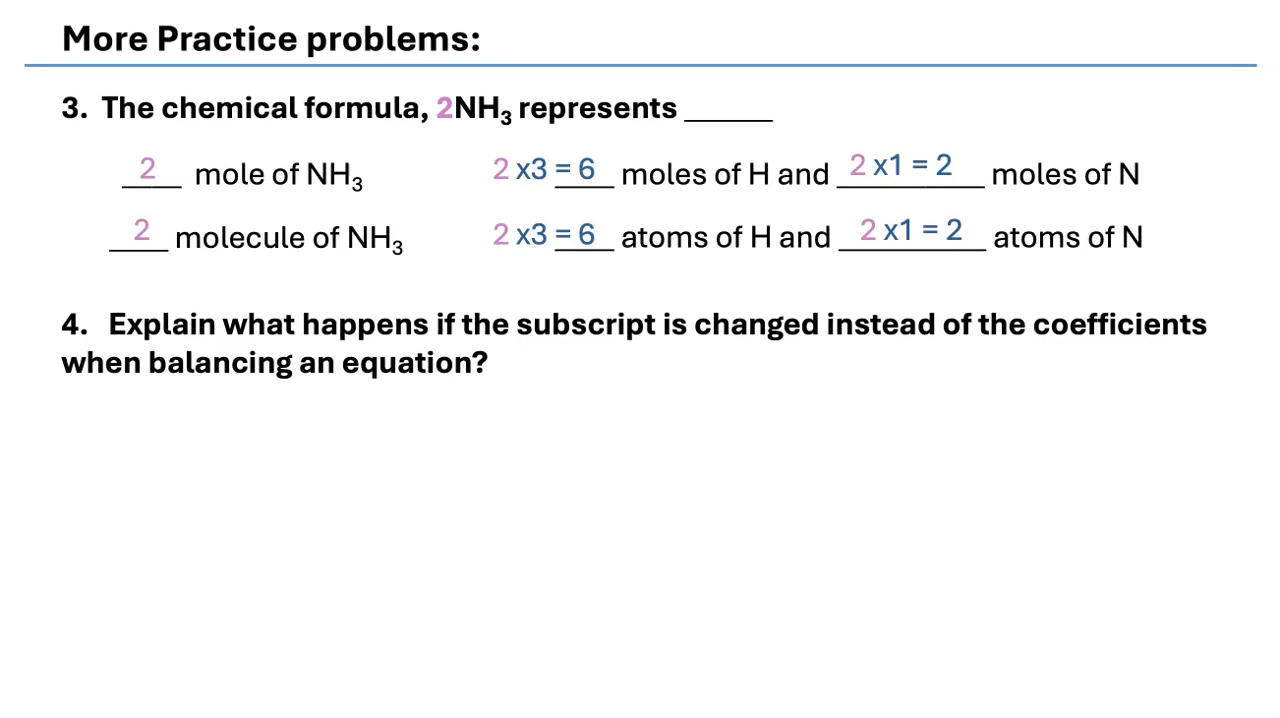 More Practice problems:
3. The chemical formula, 2NH₃ represents ______
2 mole of NH₃ 2 x3 = 6 moles of H and 2 x1 = 2 moles of N
2 molecule of NH₃ 2 x3 = 6 atoms of H and 2 x1 = 2 atoms of N
4. Explain what happens if the subscript is changed instead of the coefficients
when balancing an equation?